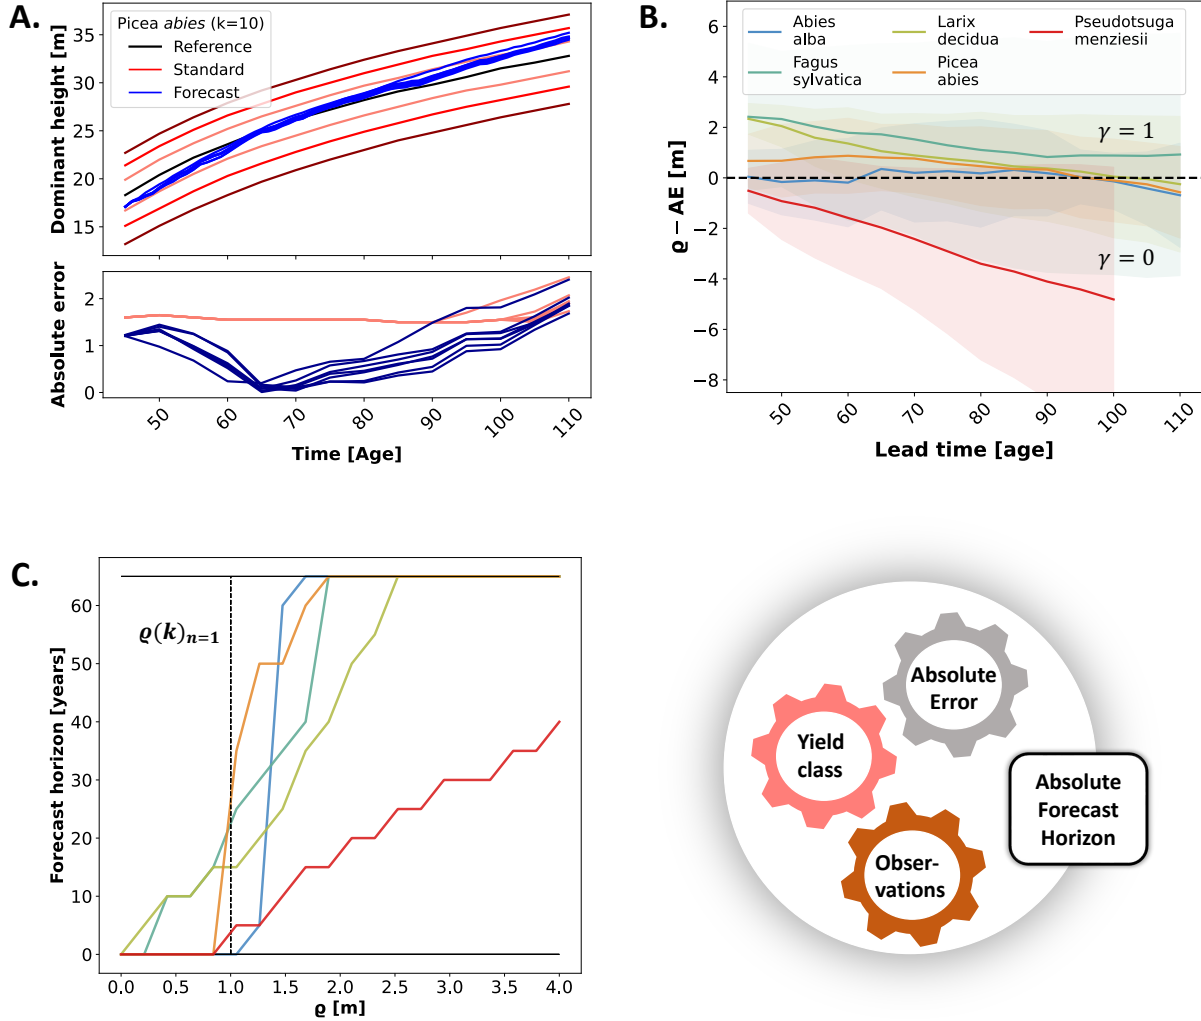 A.
Picea abies (k=10)
Reference
Standard
Forecast
Dominant height [m]
35
30
25
20
15
Absolute error
2
1
0
50
60
70
80
90
100
110
Time [Age]
B.
Abies alba
Fagus sylvatica
Larix decidua
Picea abies
Pseudotsuga menziesii
ϱ − AE [m]
6
4
2
0
−2
−4
−6
−8
γ = 1
γ = 0
50
60
70
80
90
100
110
Lead time [age]
C.
Forecast horizon [years]
60
50
40
30
20
10
0
ϱ(k)n=1
0.0
0.5
1.0
1.5
2.0
2.5
3.0
3.5
4.0
ϱ [m]
Absolute
Error
Yield
class
Obser-
vations
Absolute
Forecast
Horizon